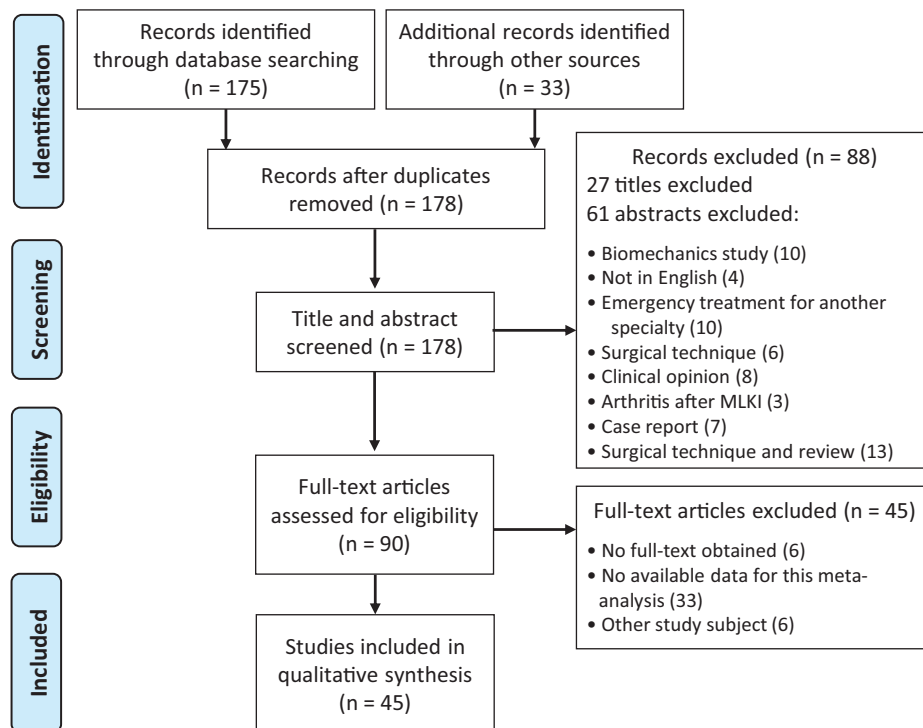 Identification
Records identified
through database searching
(n = 175)
Additional records identified
through other sources
(n = 33)
Records after duplicates
removed (n = 178)
Screening
Title and abstract
screened (n = 178)
Records excluded (n = 88)
27 titles excluded
61 abstracts excluded:
• Biomechanics study (10)
• Not in English (4)
• Emergency treatment for another
specialty (10)
• Surgical technique (6)
• Clinical opinion (8)
• Arthritis after MLKI (3)
• Case report (7)
• Surgical technique and review (13)
Eligibility
Full-text articles
assessed for eligibility
(n = 90)
Full-text articles excluded (n = 45)
• No full-text obtained (6)
• No available data for this meta-
analysis (33)
• Other study subject (6)
Included
Studies included in
qualitative synthesis
(n = 45)